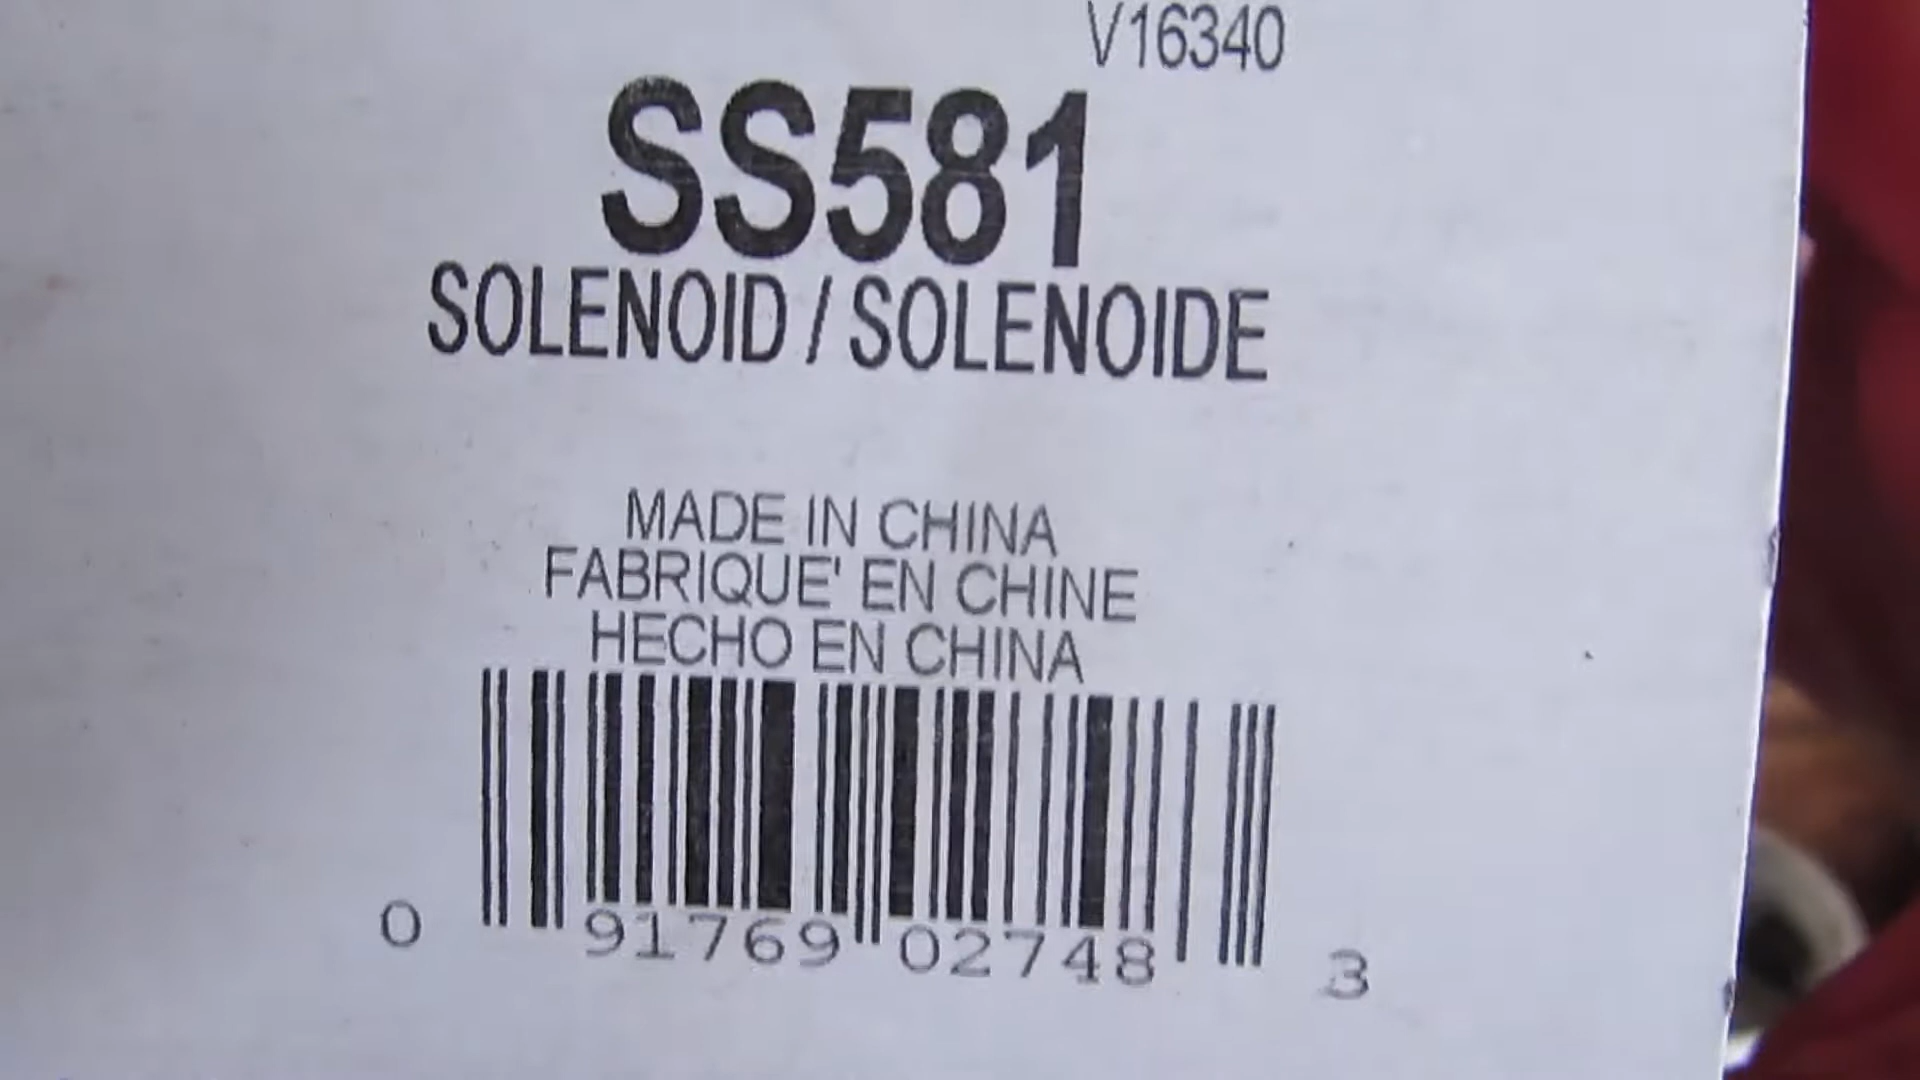 V16340
SS581
SOLENOID / SOLENOIDE
MADE IN CHINA
FABRIQUE' EN CHINE
HECHO EN CHINA
0 91769 02748 3